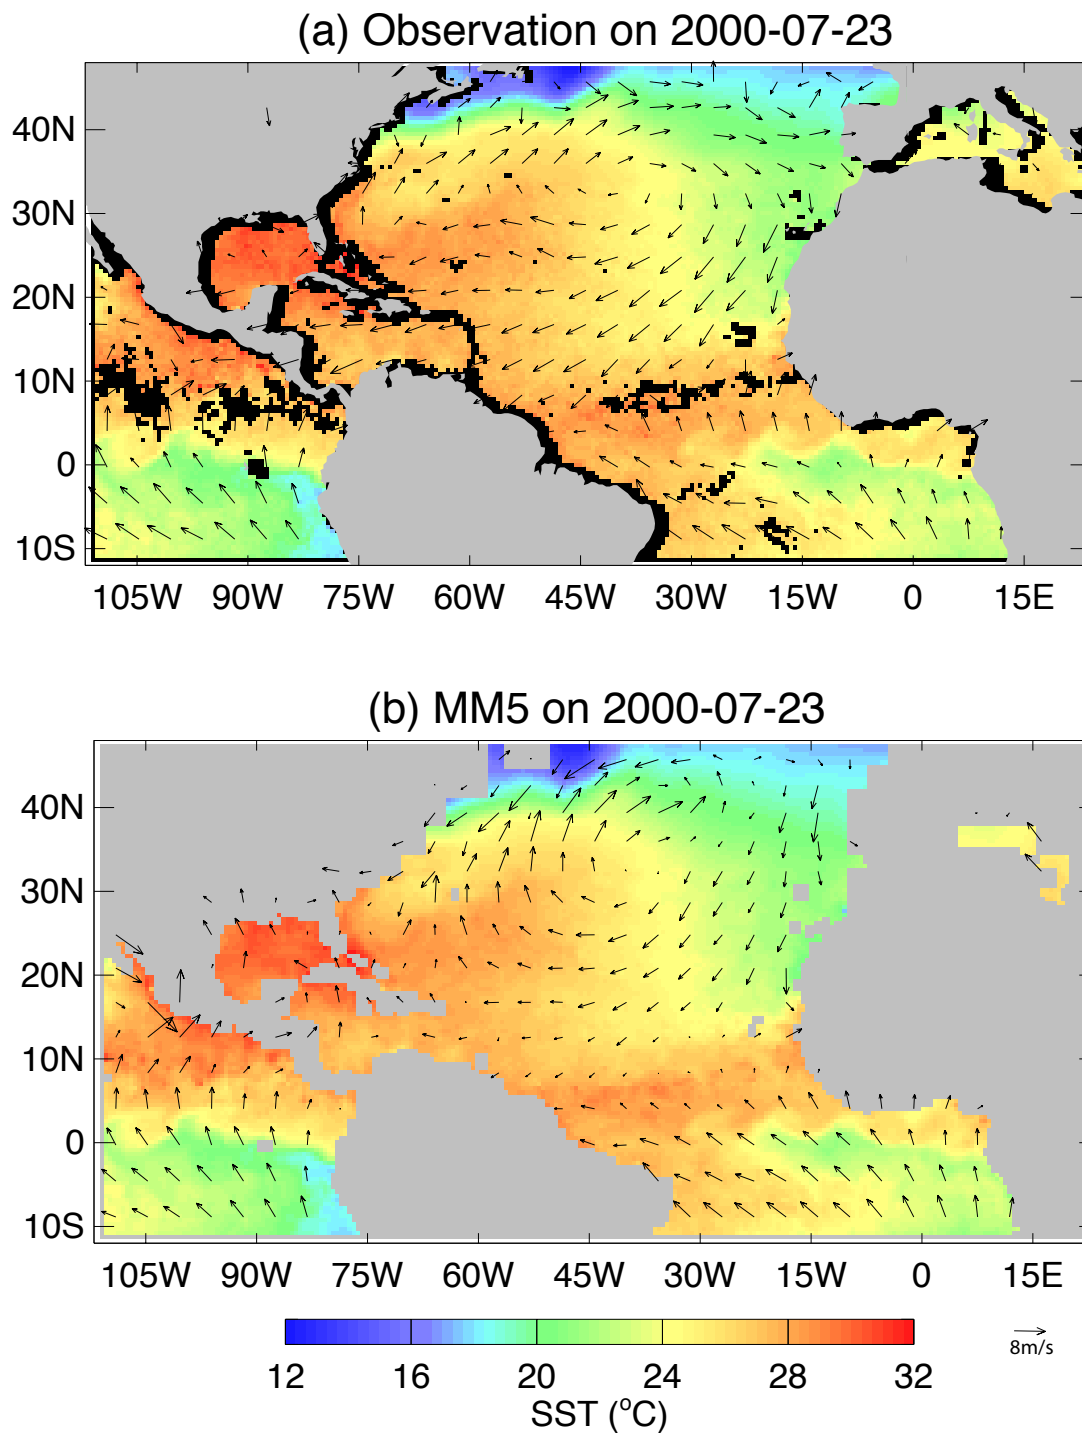 (a) Observation on 2000-07-23
40N
30N
20N
10N
0
10S
105W 90W 75W 60W 45W 30W 15W 0 15E
(b) MM5 on 2000-07-23
40N
30N
20N
10N
0
10S
105W 90W 75W 60W 45W 30W 15W 0 15E
8m/s
12 16 20 24 28 32
SST (°C)